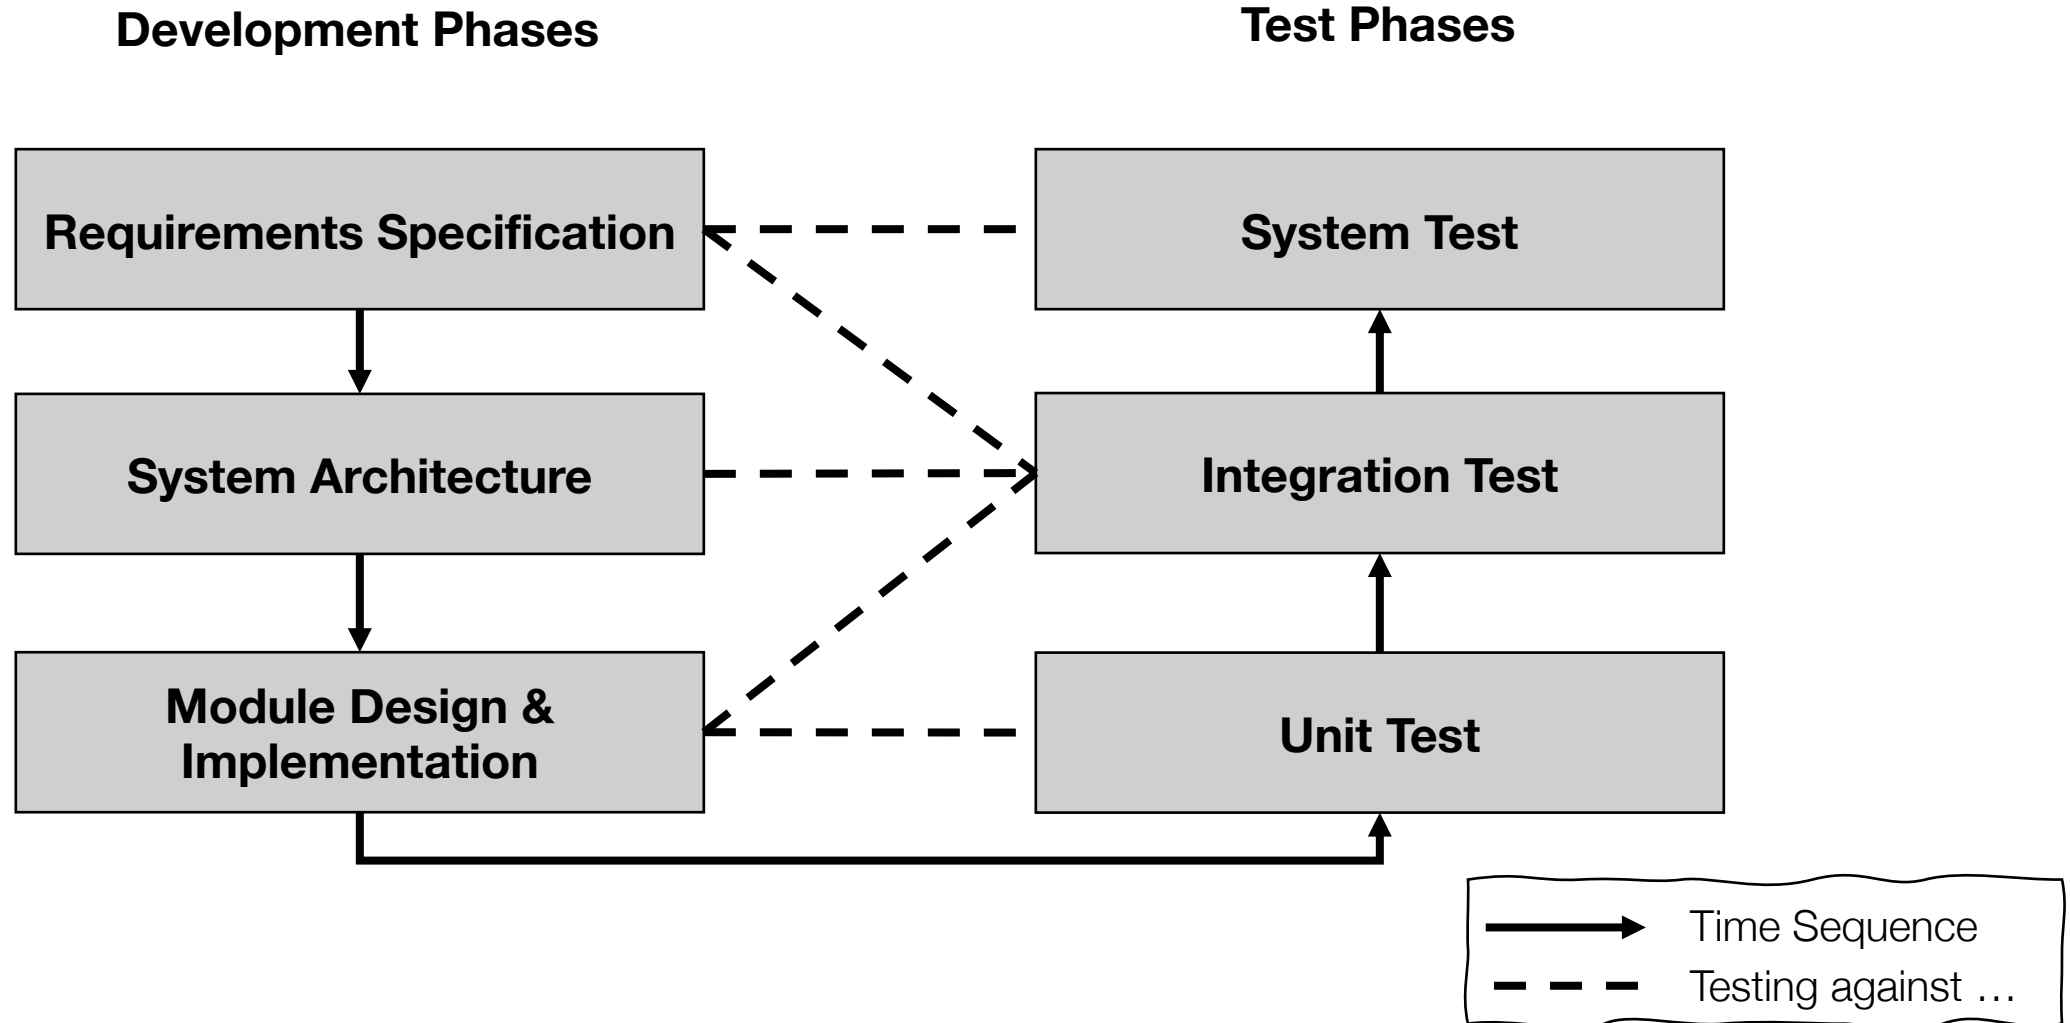 Development Phases
Test Phases
Requirements Specification
System Test
System Architecture
Integration Test
Module Design &
Implementation
Unit Test
Time Sequence
Testing against …